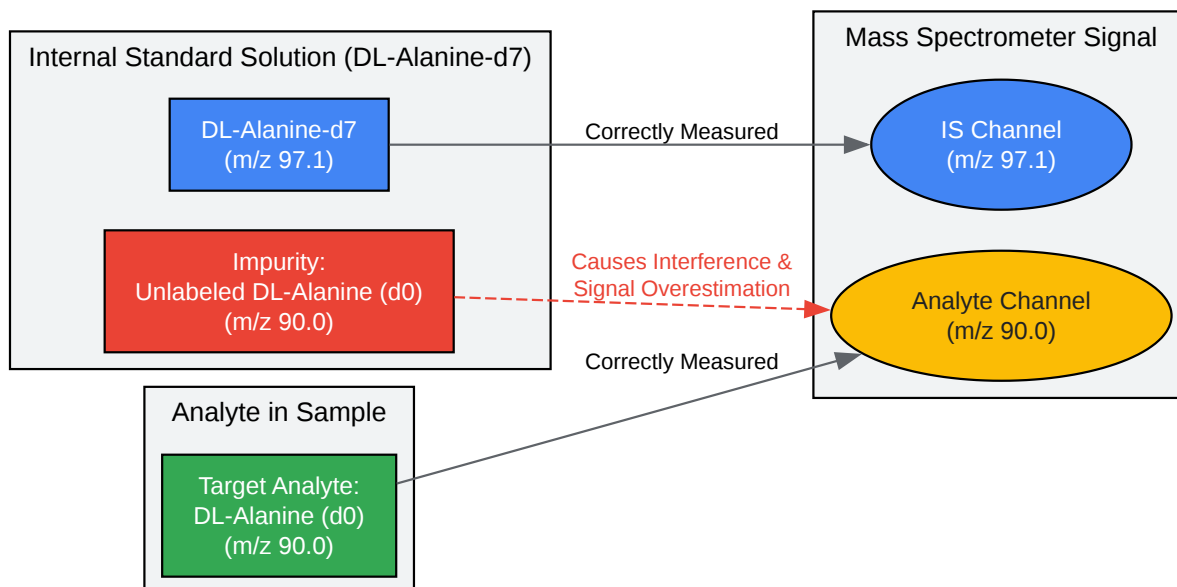 Internal Standard Solution (DL-Alanine-d7)
DL-Alanine-d7
(m/z 97.1)
Impurity:
Unlabeled DL-Alanine (d0)
(m/z 90.0)
Analyte in Sample
Target Analyte:
DL-Alanine (d0)
(m/z 90.0)
Correctly Measured
Causes Interference &
Signal Overestimation
Correctly Measured
Mass Spectrometer Signal
IS Channel
(m/z 97.1)
Analyte Channel
(m/z 90.0)